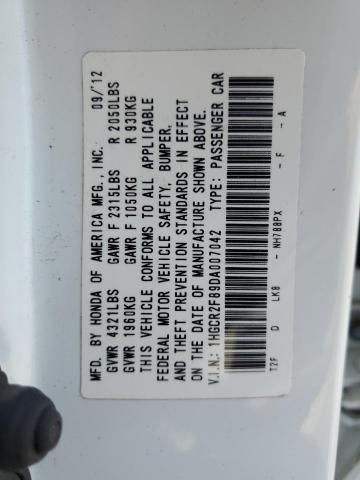 MFD. BY HONDA OF AMERICA MFG., INC. 09/'12
GVWR 4321LBS GAWR F 2315LBS R 2050LBS
GVWR 1960KG GAWR F 1050KG R 930KG
THIS VEHICLE CONFORMS TO ALL APPLICABLE
FEDERAL MOTOR VEHICLE SAFETY, BUMPER,
AND THEFT PREVENTION STANDARDS IN EFFECT
ON THE DATE OF MANUFACTURE SHOWN ABOVE.
V.I.N.: 1HGCR2F89DA007042 TYPE: PASSENGER CAR
NH788PX - F - A
T2F D LK8 -